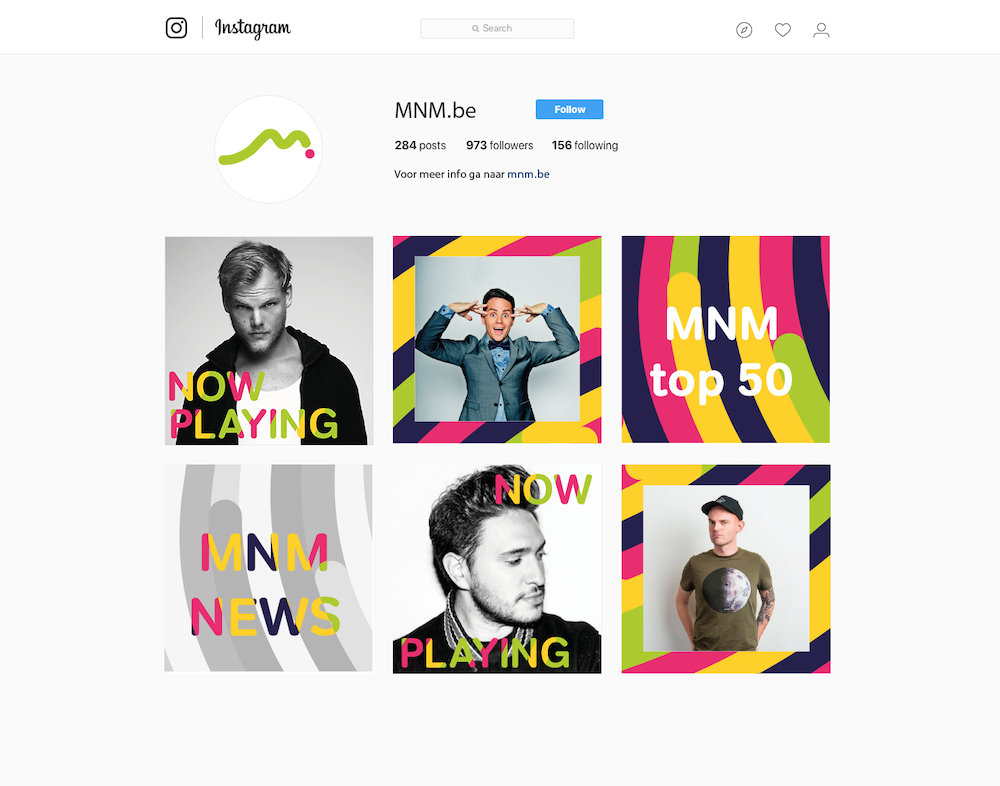 Instagram
Search
MNM.be
Follow
284 posts 973 followers 156 following
Voor meer info ga naar mnm.be
NOW
PLAYING
MNM
top 50
MNM
NEWS
NOW
PLAYING